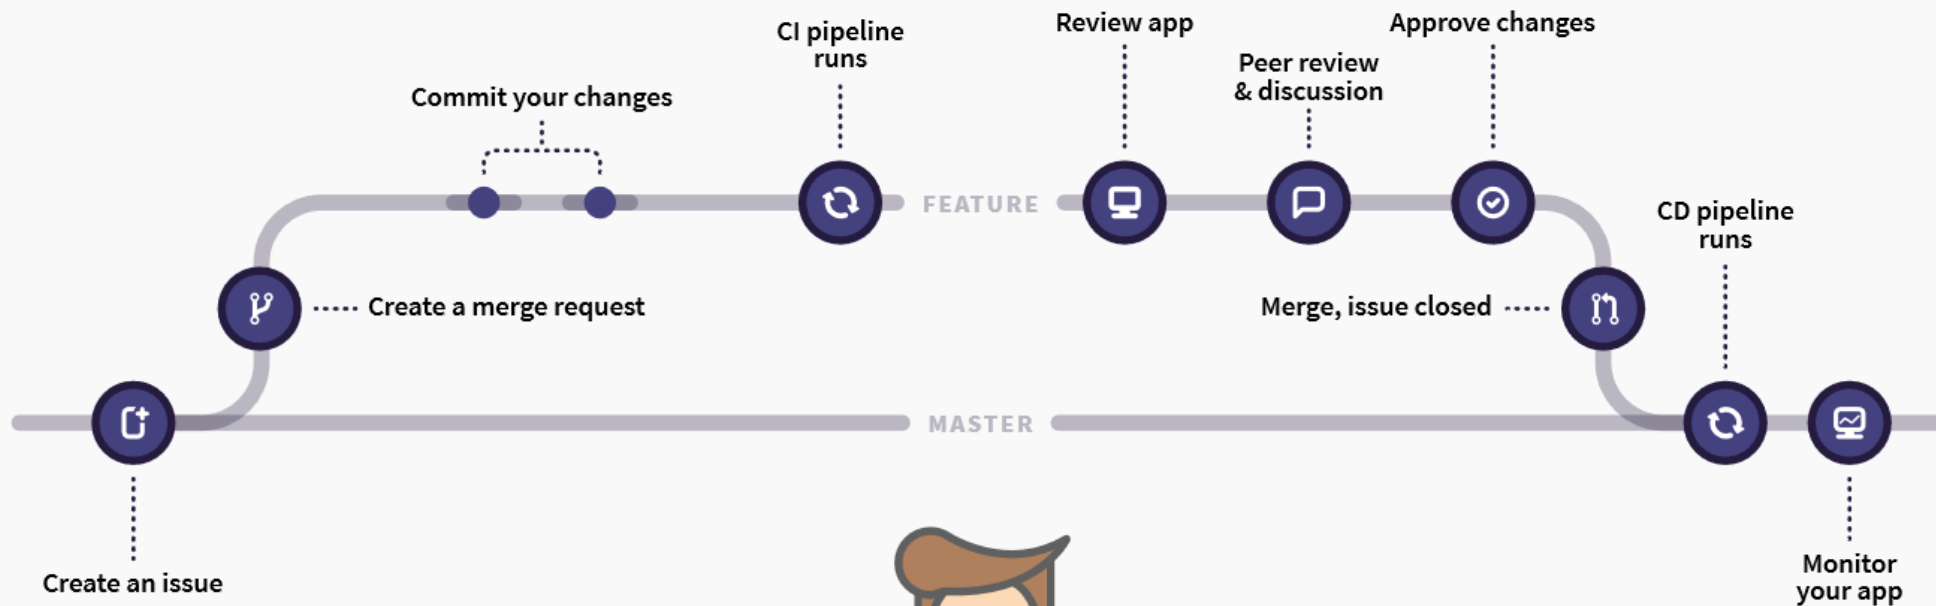 CI pipeline
runs
Review app
Approve changes
Peer review
& discussion
Commit your changes
FEATURE
CD pipeline
runs
Create a merge request
Merge, issue closed
MASTER
Create an issue
Monitor
your app